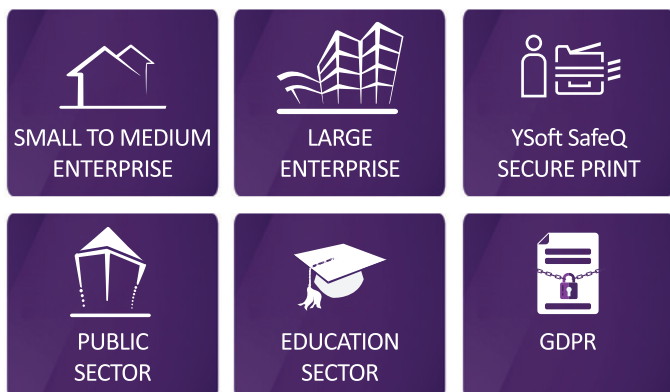 SMALL TO MEDIUM
ENTERPRISE
LARGE
ENTERPRISE
YSoft SafeQ
SECURE PRINT
PUBLIC
SECTOR
EDUCATION
SECTOR
GDPR